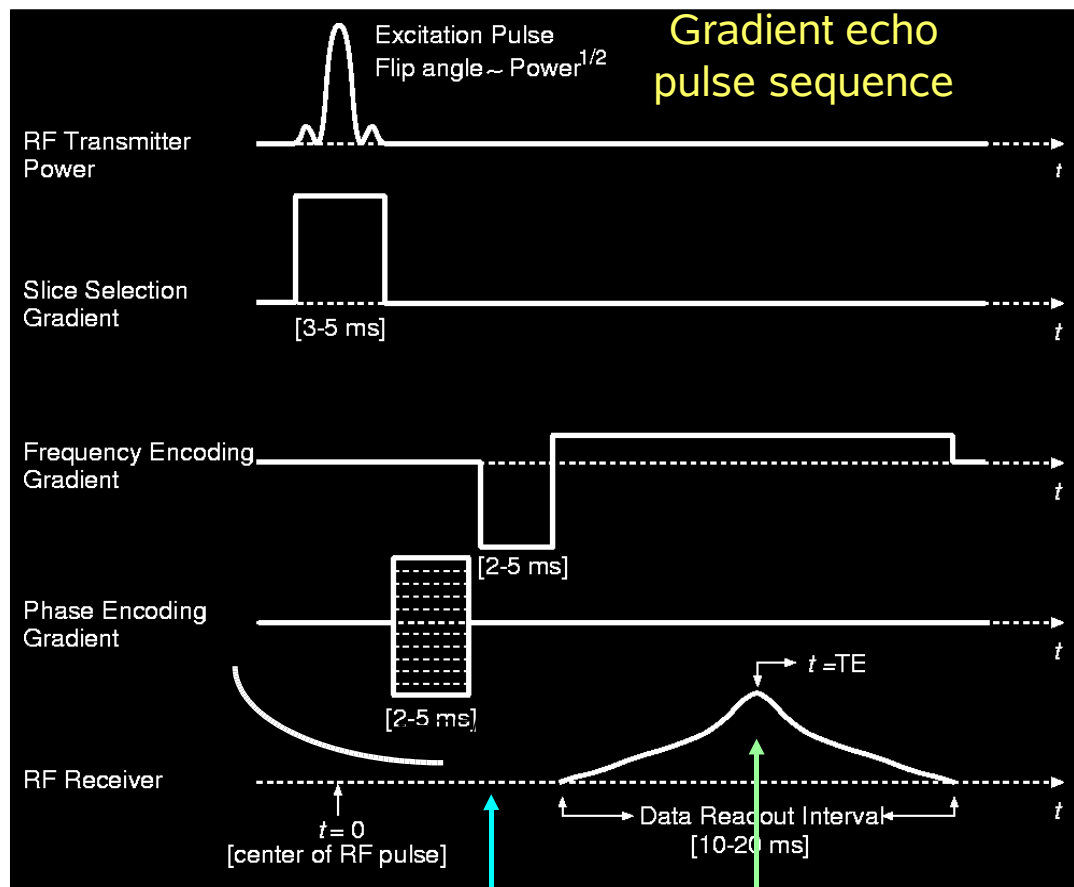 Gradient echo
pulse sequence
Excitation Pulse
Flip angle~ Power1/2
RF Transmitter
Power
t
Slice Selection
Gradient
[3-5 ms]
t
Frequency Encoding
Gradient
t
[2-5 ms]
Phase Encoding
Gradient
t
t =TE
[2-5 ms]
RF Receiver
t
t = 0
[center of RF pulse]
Data Readout Interval
[10-20 ms]